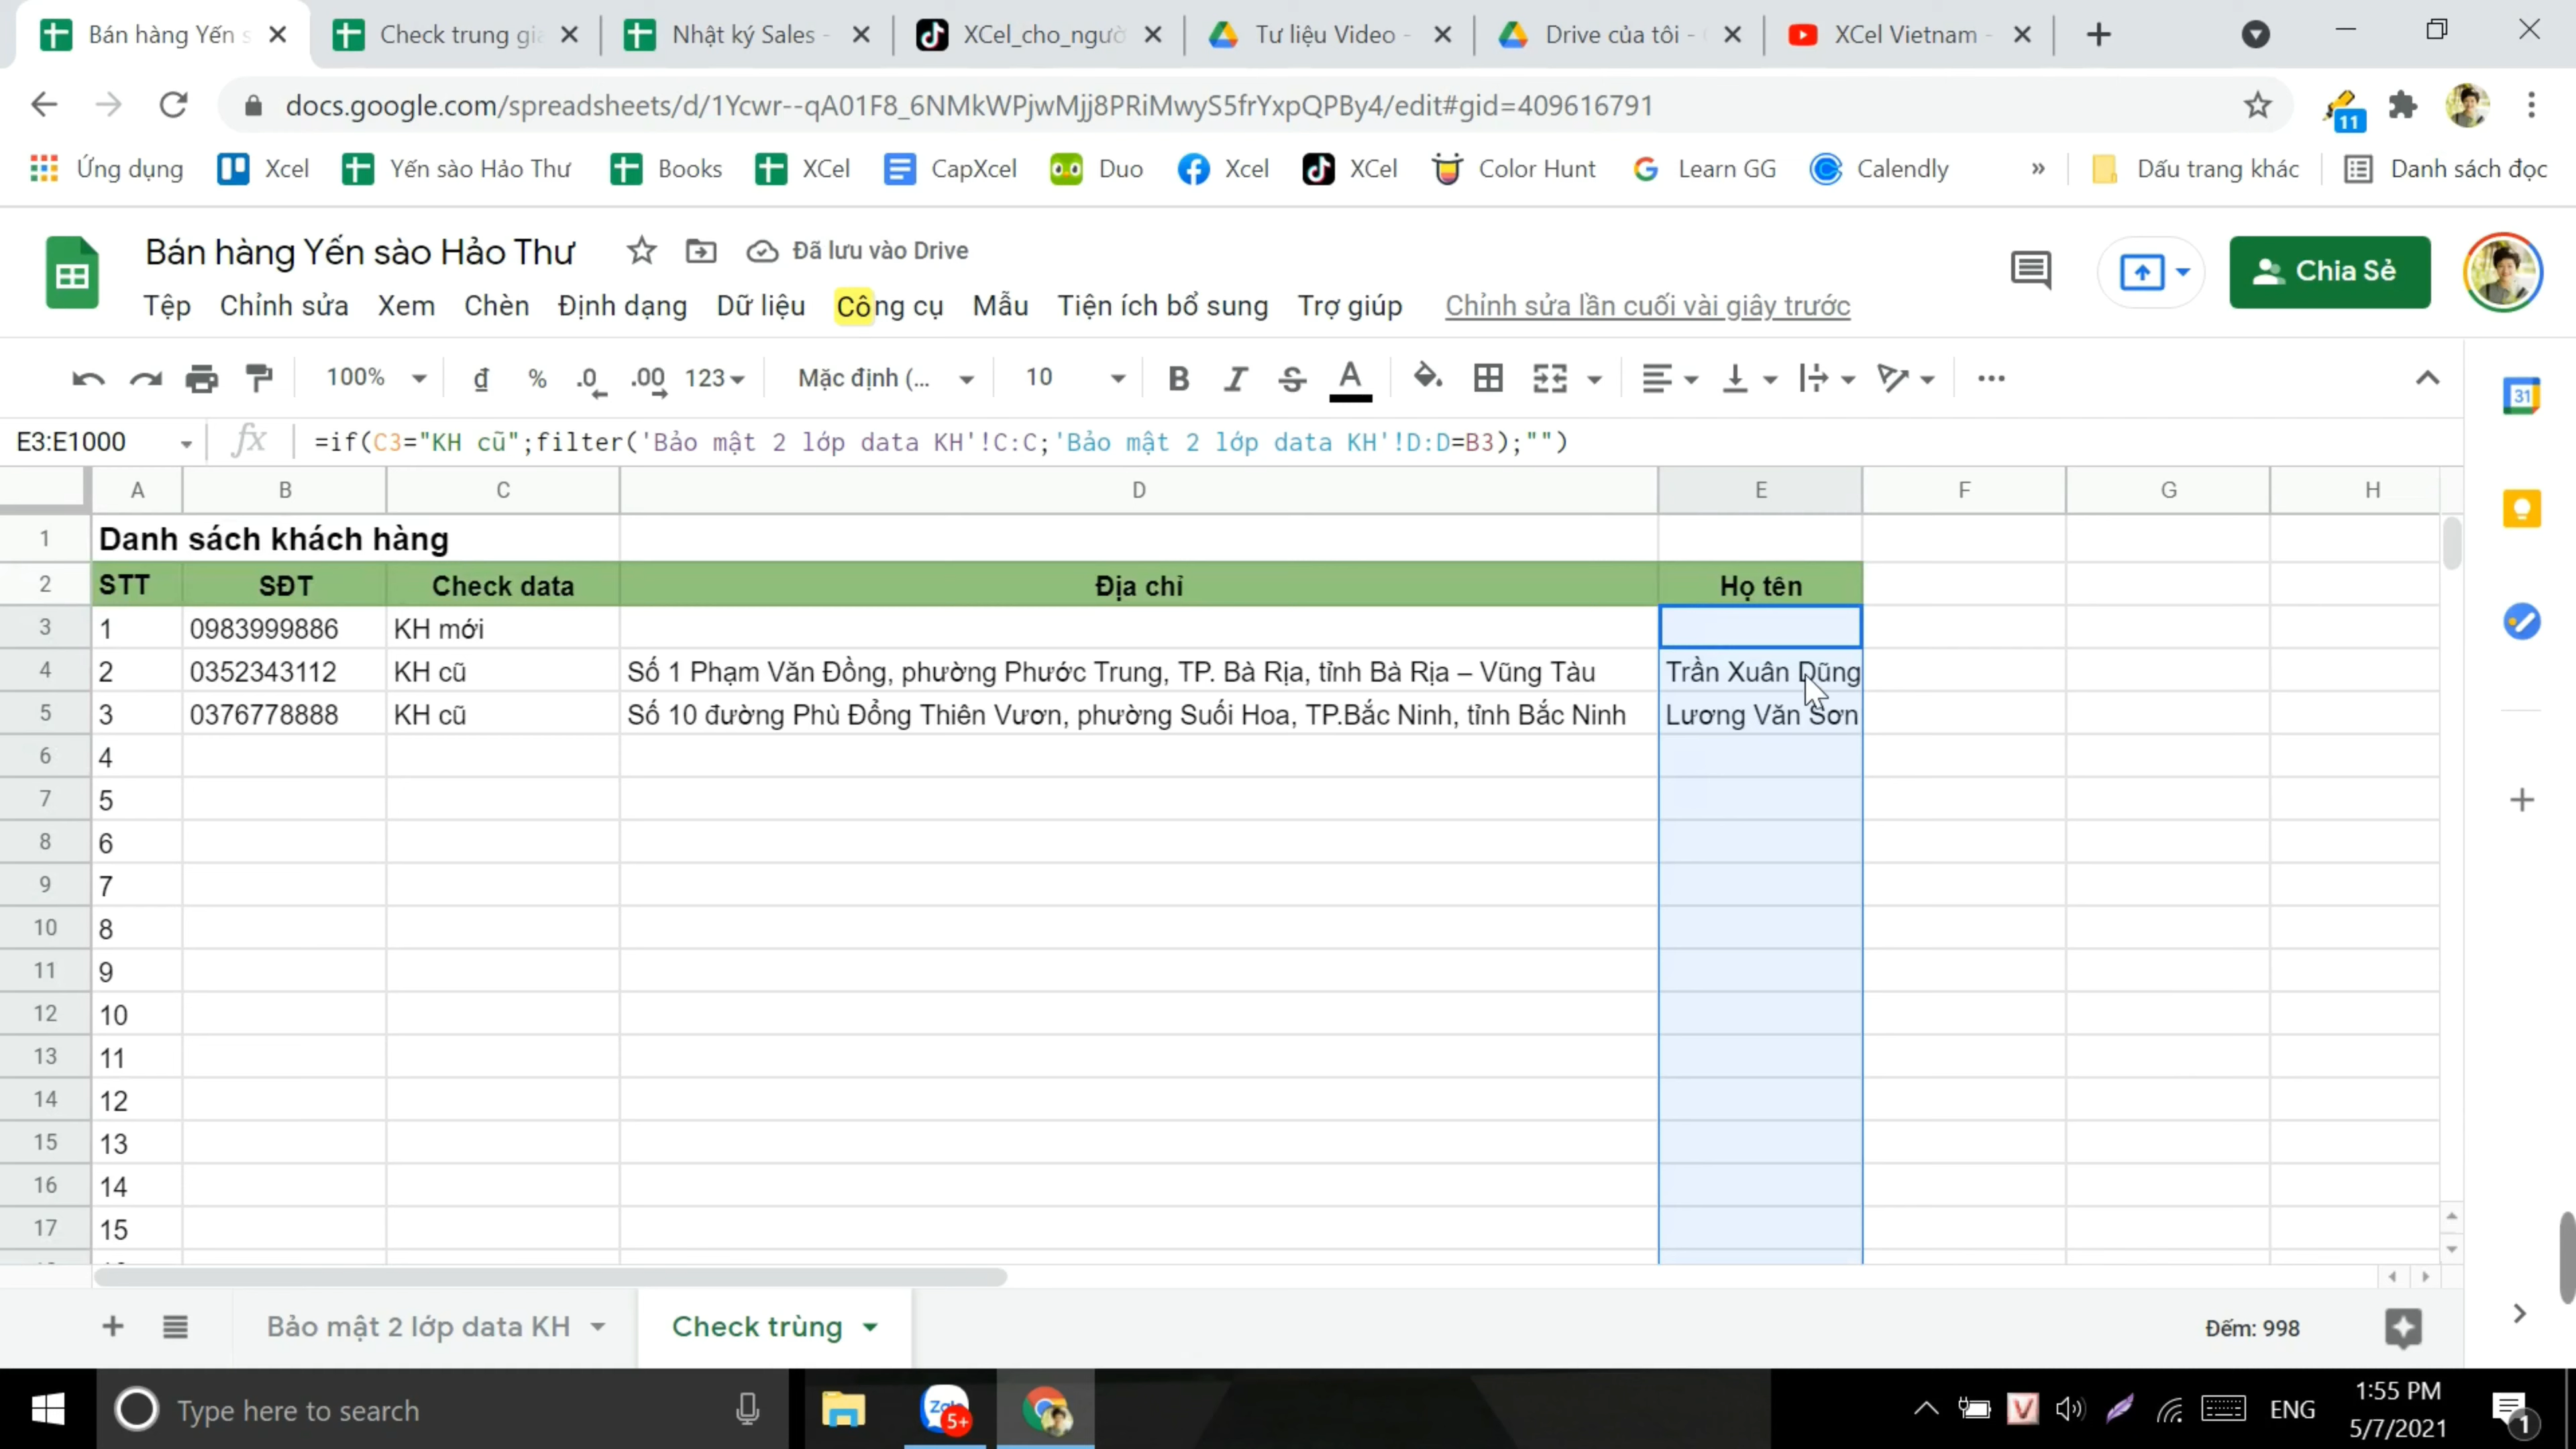 Bán hàng Yến s
Check trung gia
Nhật ký Sales -
XCel_cho_ngườ
Tư liệu Video -
Drive của tôi -
XCel Vietnam -
docs.google.com/spreadsheets/d/1Ycwr--qA01F8_6NMkWPjwMjj8PRiMwyS5frYxpQPBy4/edit#gid=409616791
11
Ứng dụng
Xcel
Yến sào Hảo Thư
Books
XCel
CapXcel
Duo
Xcel
XCel
Color Hunt
Learn GG
Calendly
»
Dấu trang khác
Danh sách đọc
Bán hàng Yến sào Hảo Thư
Đã lưu vào Drive
Chia Sẻ
Tệp Chỉnh sửa Xem Chèn Định dạng Dữ liệu Công cụ Mẫu Tiện ích bổ sung Trợ giúp Chỉnh sửa lần cuối vài giây trước
100% đ % .0 .00 123 Mặc định (... 10 B I S A
31
E3:E1000 fx =if(C3="KH cũ";filter('Bảo mật 2 lớp data KH'!C:C;'Bảo mật 2 lớp data KH'!D:D=B3);"")
A B C D E F G H
1 Danh sách khách hàng
2 STT SĐT Check data Địa chỉ Họ tên
3 1 0983999886 KH mới
4 2 0352343112 KH cũ Số 1 Phạm Văn Đồng, phường Phước Trung, TP. Bà Rịa, tỉnh Bà Rịa – Vũng Tàu Trần Xuân Dũng
5 3 0376778888 KH cũ Số 10 đường Phù Đổng Thiên Vươn, phường Suối Hoa, TP.Bắc Ninh, tỉnh Bắc Ninh Lương Văn Sơn
6 4
7 5
8 6
9 7
10 8
11 9
12 10
13 11
14 12
15 13
16 14
17 15
Bảo mật 2 lớp data KH
Check trùng
Đếm: 998
Type here to search
Zalo
5+
V
ENG
1:55 PM
5/7/2021
1